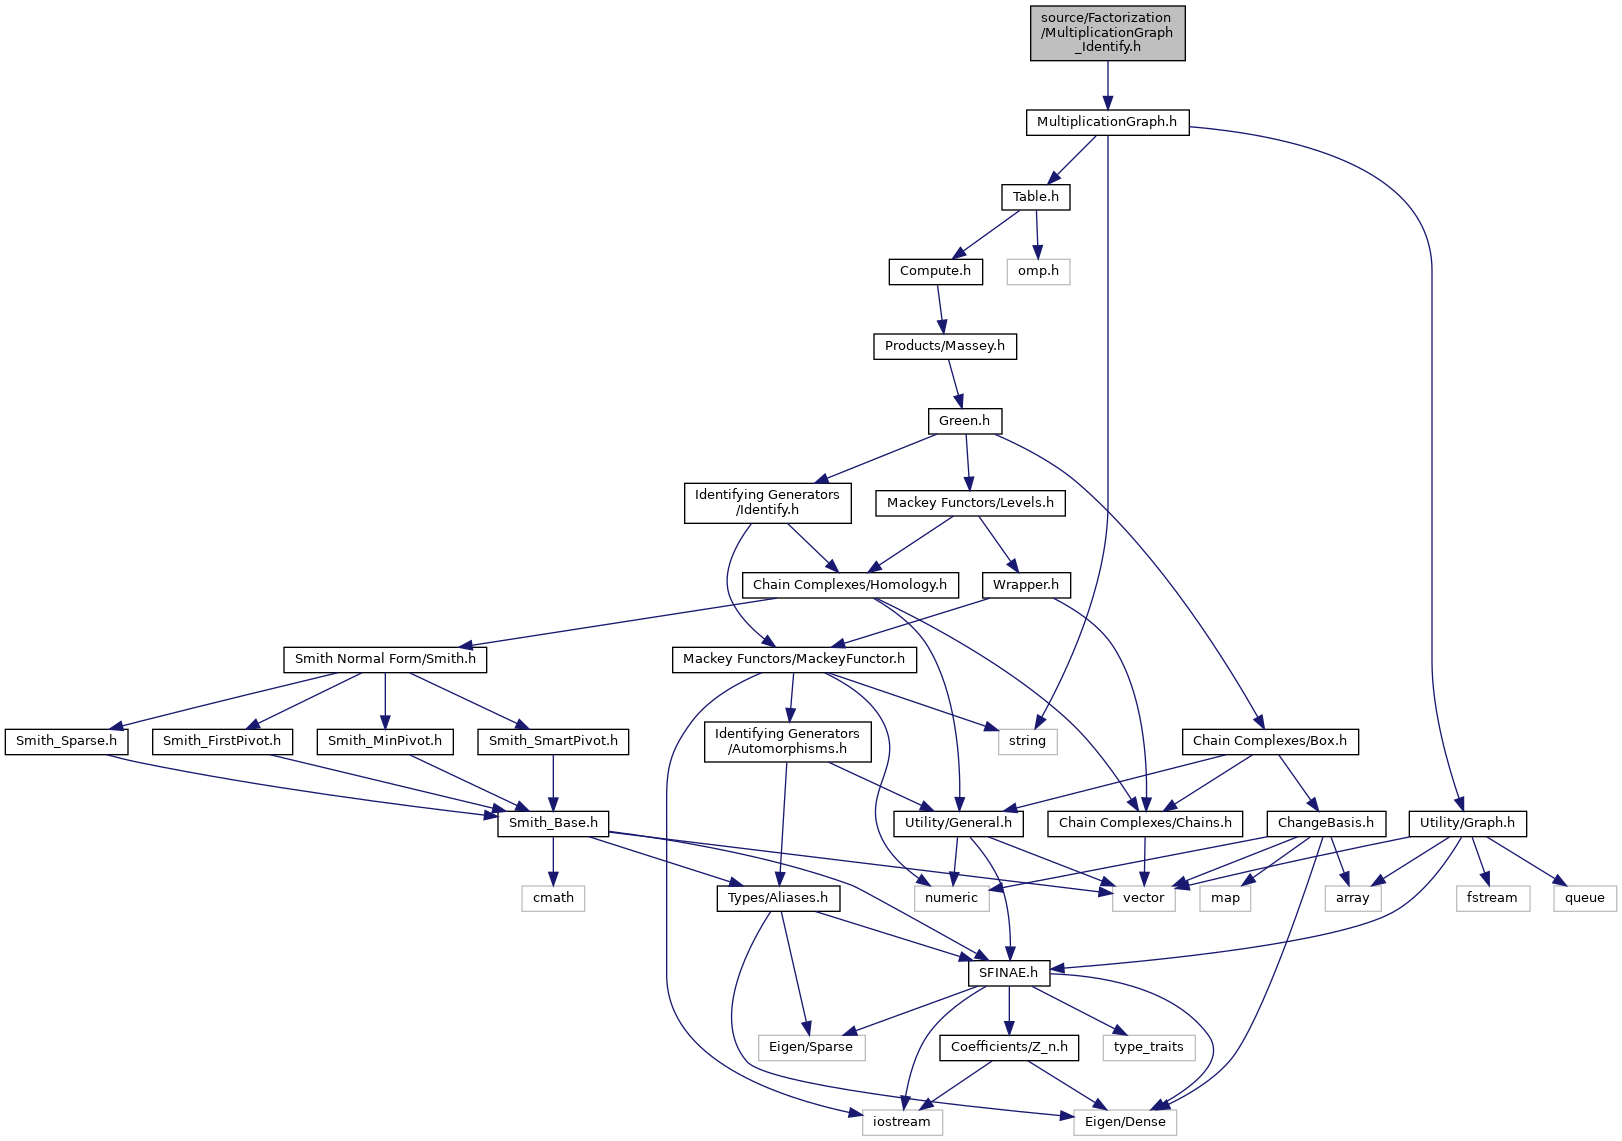 source/Factorization
/MultiplicationGraph
_Identify.h
MultiplicationGraph.h
Table.h
Compute.h
omp.h
Products/Massey.h
Green.h
Identifying Generators
/Identify.h
Mackey Functors/Levels.h
Chain Complexes/Homology.h
Wrapper.h
Smith Normal Form/Smith.h
Mackey Functors/MackeyFunctor.h
Smith_Sparse.h
Smith_FirstPivot.h
Smith_MinPivot.h
Smith_SmartPivot.h
Identifying Generators
/Automorphisms.h
string
Chain Complexes/Box.h
Smith_Base.h
Utility/General.h
Chain Complexes/Chains.h
ChangeBasis.h
Utility/Graph.h
cmath
Types/Aliases.h
numeric
vector
map
array
fstream
queue
SFINAE.h
Eigen/Sparse
Coefficients/Z_n.h
type_traits
iostream
Eigen/Dense